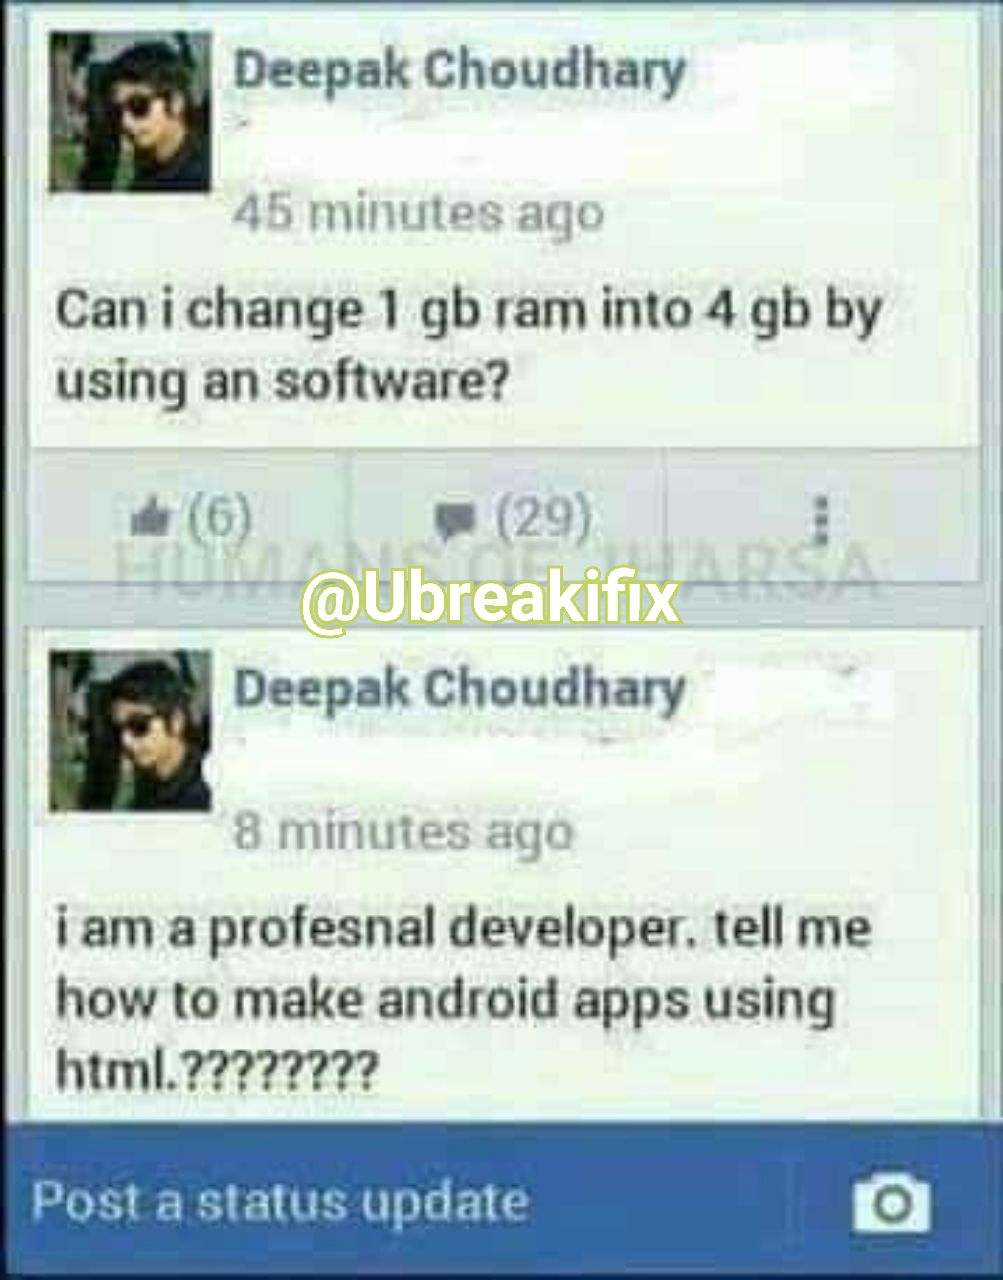 Deepak Choudhary
45 minutes ago
Can i change 1 gb ram into 4 gb by
using an software?
(6)
(29)
HUMANS OF JHARSA
@Ubreakifix
Deepak Choudhary
8 minutes ago
i am a profesnal developer. tell me
how to make android apps using
html.????????
Post a status update